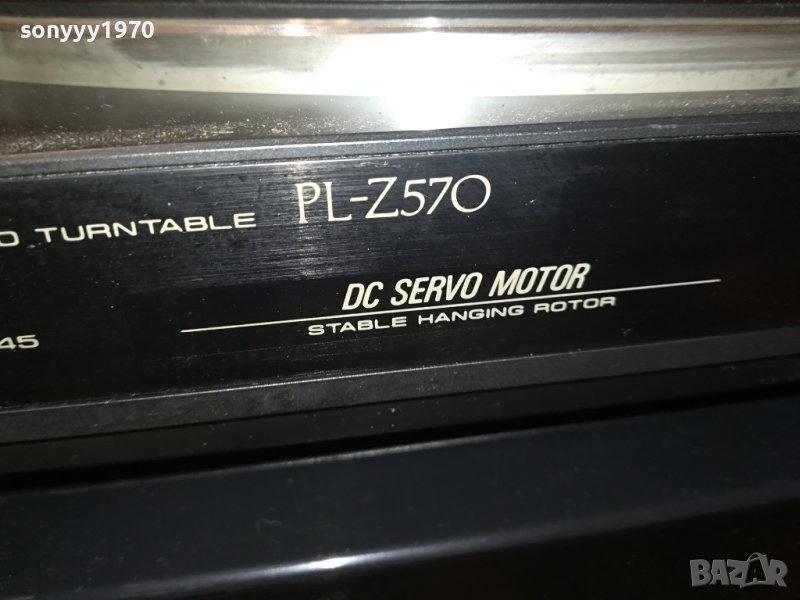 sonyyy1970
TURNTABLE PL-Z570
DC SERVO MOTOR
STABLE HANGING ROTOR
45
BAZAR